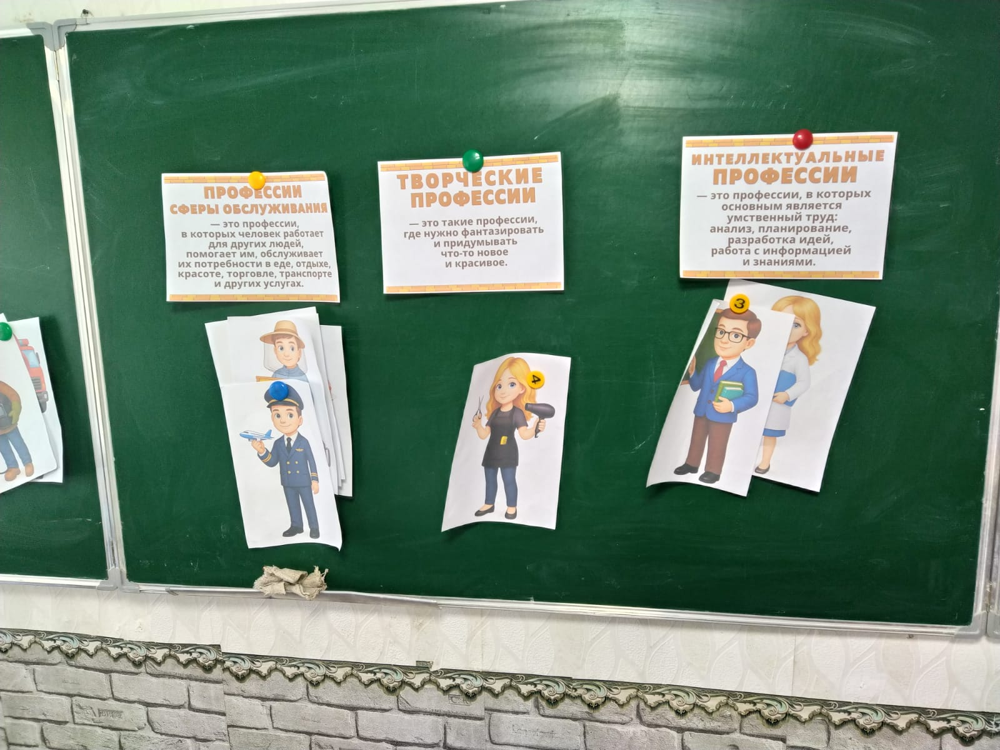 ПРОФЕССИИ
СФЕРЫ ОБСЛУЖИВАНИЯ
— это профессии,
в которых человек работает
для других людей,
помогает им, обслуживает
их потребности в еде, отдыхе,
красоте, торговле, транспорте
и других услугах.
ТВОРЧЕСКИЕ
ПРОФЕССИИ
— это такие профессии,
где нужно фантазировать
и придумывать
что-то новое
и красивое.
ИНТЕЛЛЕКТУАЛЬНЫЕ
ПРОФЕССИИ
— это профессии, в которых
основным является
умственный труд:
анализ, планирование,
разработка идей,
работа с информацией
и знаниями.
4
3